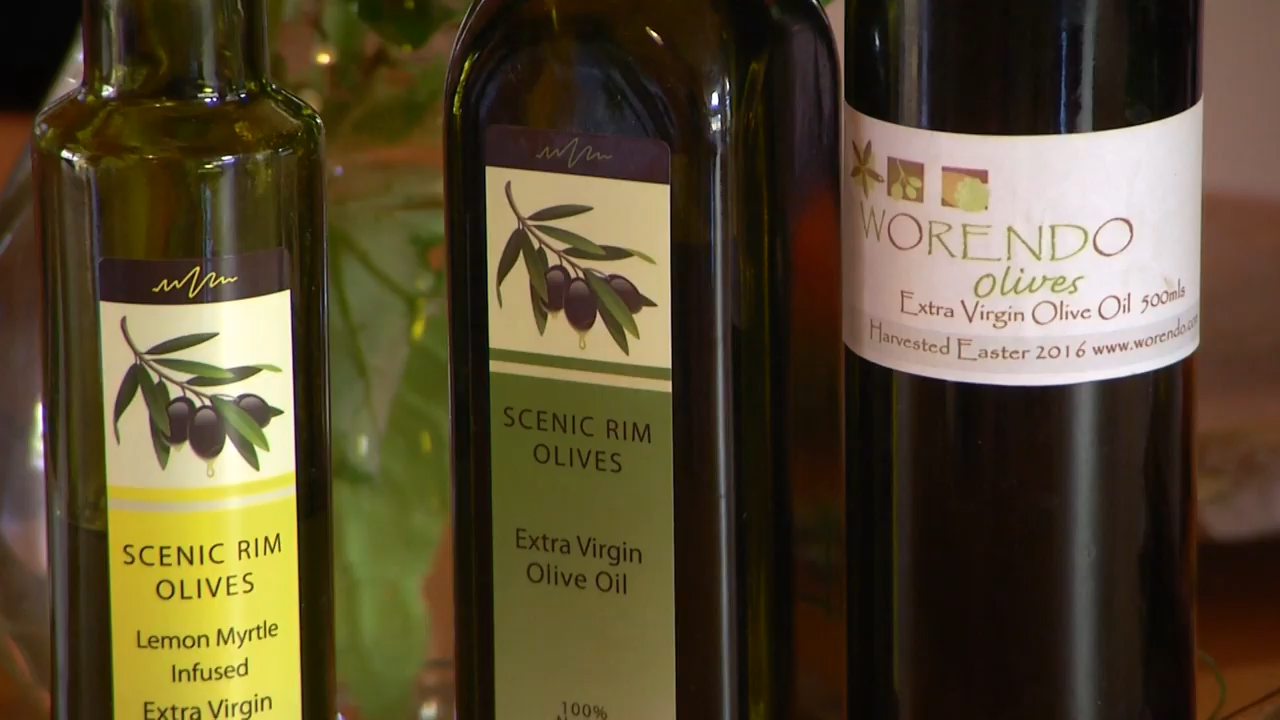 SCENIC RIM
OLIVES
Lemon Myrtle
Infused
Extra Virgin
SCENIC RIM
OLIVES
Extra Virgin
Olive Oil
100%
WORENDO
olives
Extra Virgin Olive Oil 500mls
Harvested Easter 2016 www.worendo.co